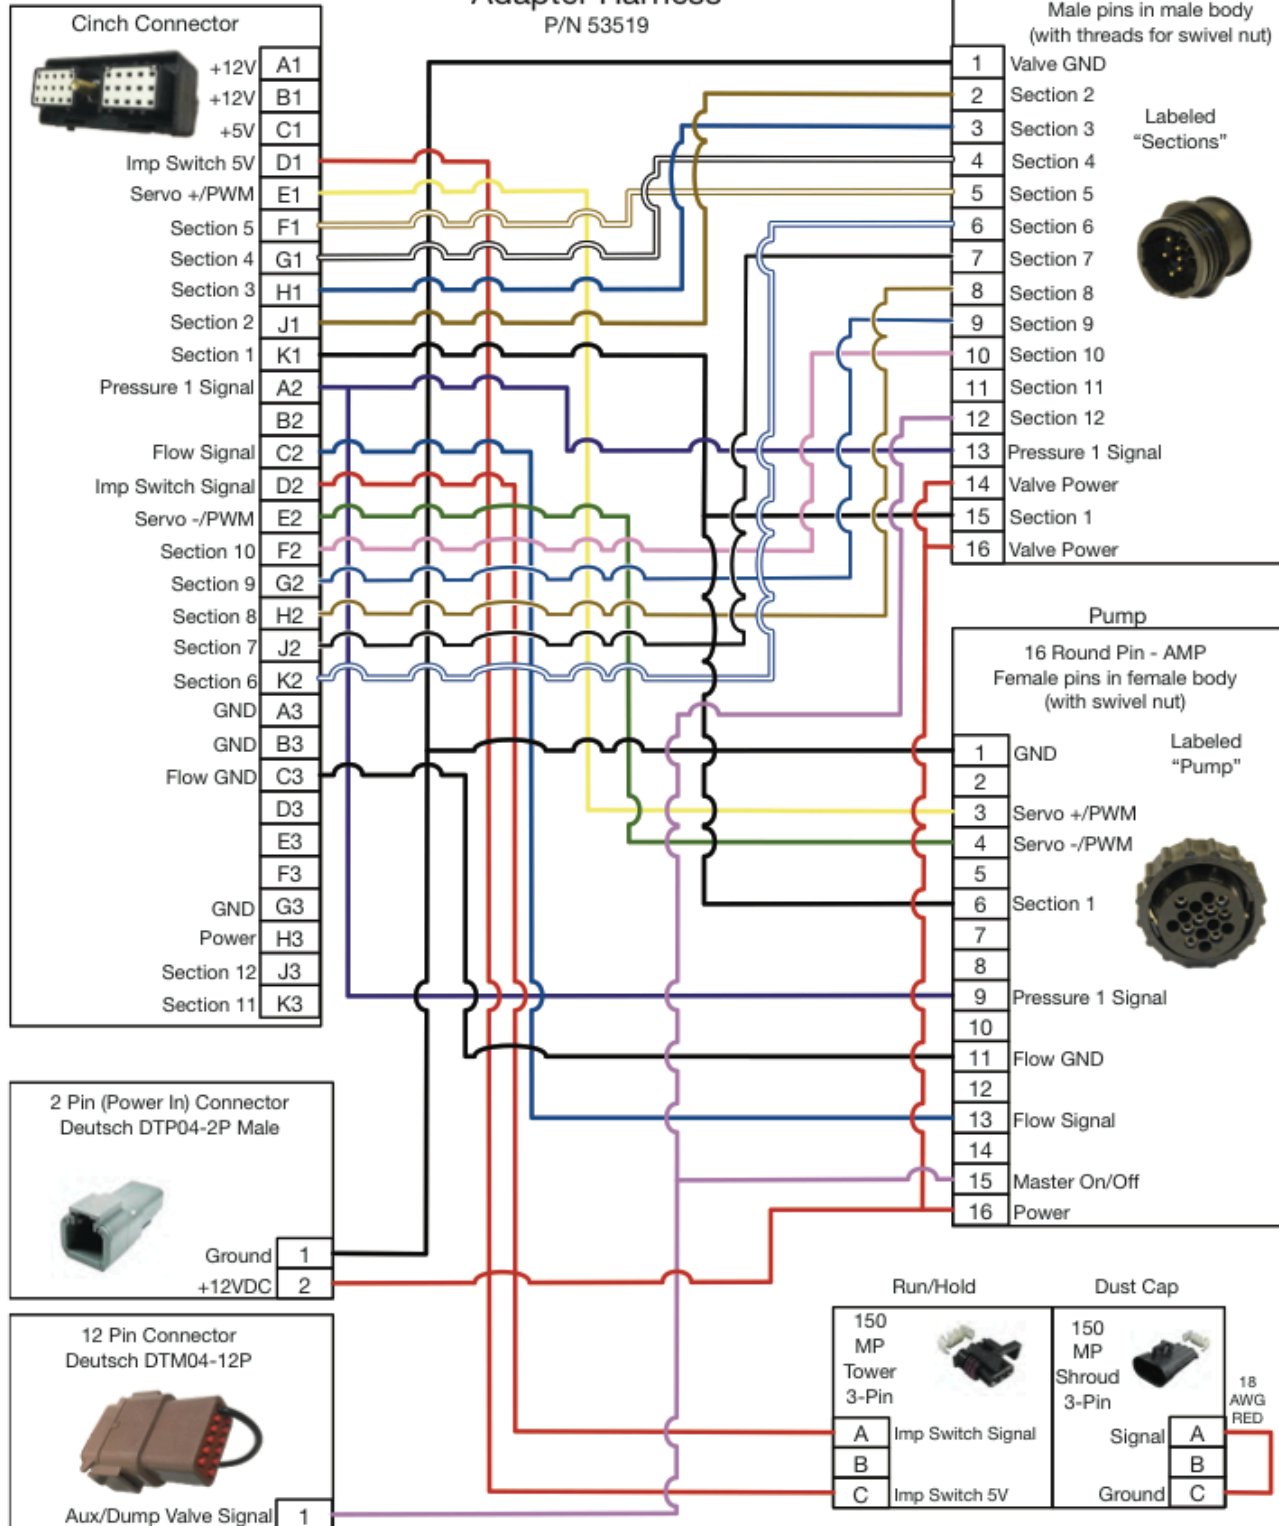 Adapter Harness
P/N 53519
Cinch Connector
+12V A1
+12V B1
+5V C1
Imp Switch 5V D1
Servo +/PWM E1
Section 5 F1
Section 4 G1
Section 3 H1
Section 2 J1
Section 1 K1
Pressure 1 Signal A2
B2
Flow Signal C2
Imp Switch Signal D2
Servo -/PWM E2
Section 10 F2
Section 9 G2
Section 8 H2
Section 7 J2
Section 6 K2
GND A3
GND B3
Flow GND C3
D3
E3
F3
GND G3
Power H3
Section 12 J3
Section 11 K3
Male pins in male body
(with threads for swivel nut)
1 Valve GND
2 Section 2
3 Section 3
4 Section 4
5 Section 5
6 Section 6
7 Section 7
8 Section 8
9 Section 9
10 Section 10
11 Section 11
12 Section 12
13 Pressure 1 Signal
14 Valve Power
15 Section 1
16 Valve Power
Labeled
“Sections”
Pump
16 Round Pin - AMP
Female pins in female body
(with swivel nut)
Labeled
“Pump”
1 GND
2
3 Servo +/PWM
4 Servo -/PWM
5
6 Section 1
7
8
9 Pressure 1 Signal
10
11 Flow GND
12
13 Flow Signal
14
15 Master On/Off
16 Power
2 Pin (Power In) Connector
Deutsch DTP04-2P Male
Ground 1
+12VDC 2
12 Pin Connector
Deutsch DTM04-12P
Aux/Dump Valve Signal 1
Run/Hold
150
MP
Tower
3-Pin
A Imp Switch Signal
B
C Imp Switch 5V
Dust Cap
150
MP
Shroud
3-Pin
18
AWG
RED
Signal A
B
Ground C